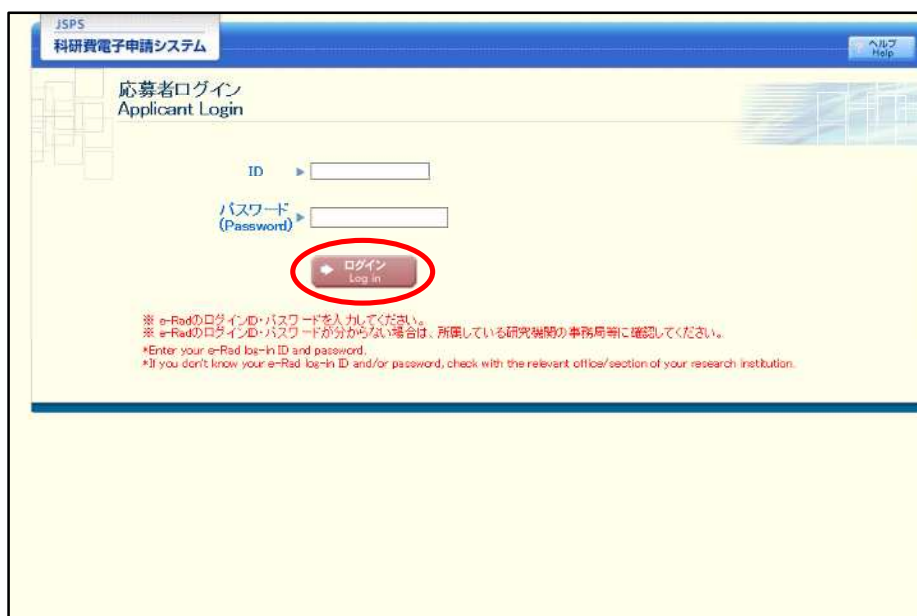 JSPS
科研費電子申請システム
ヘルプ
Help
応募者ログイン
Applicant Login
ID
パスワード
(Password)
ログイン
Log in
※ e-RadのログインID・パスワードを入力してください。
※ e-RadのログインID・パスワードが分からない場合は、所属している研究機関の事務局等に確認してください。
*Enter your e-Rad log-in ID and password.
*If you don't know your e-Rad log-in ID and/or password, check with the relevant office/section of your research institution.